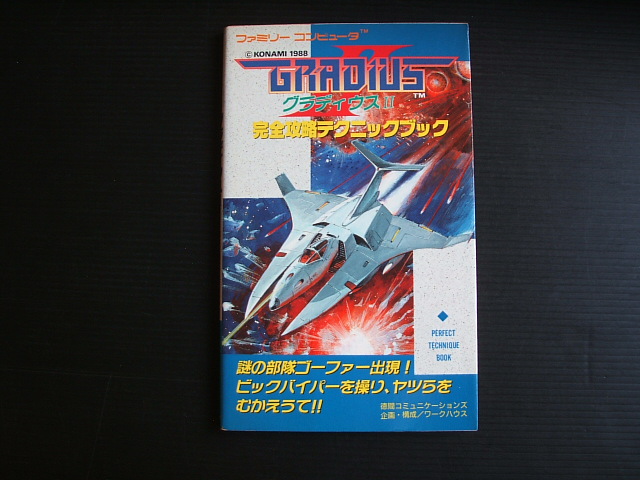 ファミリー コンピュータ™
© KONAMI 1988
II
GRADIUS™
グラディウスII
完全攻略テクニックブック
◆
PERFECT
TECHNIQUE
BOOK
謎の部隊ゴーファー出現!
ビックバイパーを操り、ヤツらを
むかえうて!!
徳間コミュニケーションズ
企画・構成/ワークハウス